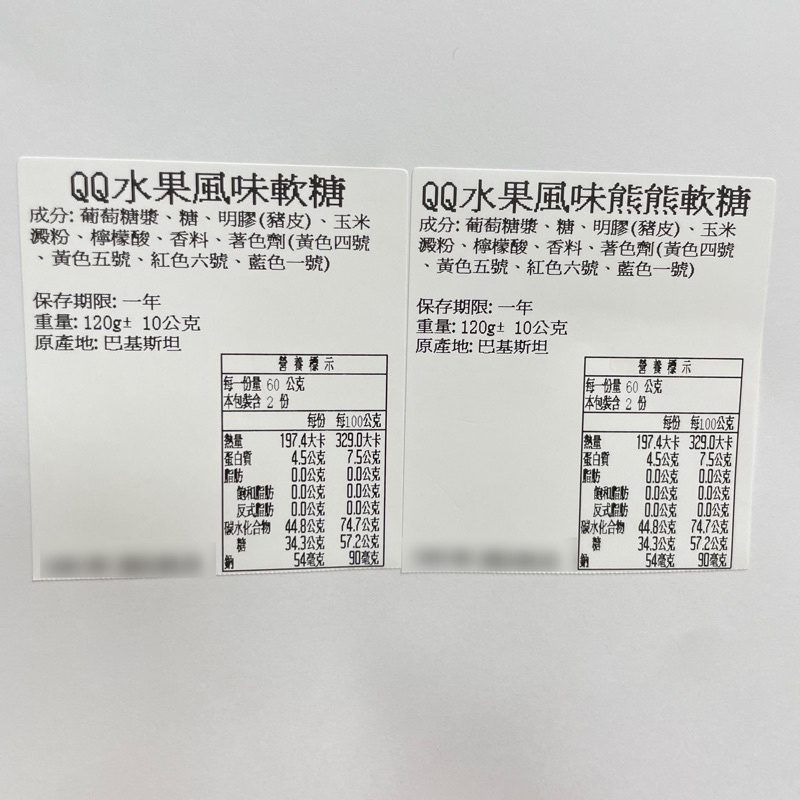 QQ水果風味軟糖
成分: 葡萄糖漿、糖、明膠(豬皮)、玉米
澱粉、檸檬酸、香料、著色劑(黃色四號
、黃色五號、紅色六號、藍色一號)
保存期限: 一年
重量: 120g± 10公克
原產地: 巴基斯坦
營養標示
每一份量 60 公克
本包裝含 2 份
每份 每100公克
熱量 197.4大卡 329.0大卡
蛋白質 4.5公克 7.5公克
脂肪 0.0公克 0.0公克
飽和脂肪 0.0公克 0.0公克
反式脂肪 0.0公克 0.0公克
碳水化合物 44.8公克 74.7公克
糖 34.3公克 57.2公克
鈉 54毫克 90毫克
QQ水果風味熊熊軟糖
成分: 葡萄糖漿、糖、明膠(豬皮)、玉米
澱粉、檸檬酸、香料、著色劑(黃色四號
、黃色五號、紅色六號、藍色一號)
保存期限: 一年
重量: 120g± 10公克
原產地: 巴基斯坦
營養標示
每一份量 60 公克
本包裝含 2 份
每份 每100公克
熱量 197.4大卡 329.0大卡
蛋白質 4.5公克 7.5公克
脂肪 0.0公克 0.0公克
飽和脂肪 0.0公克 0.0公克
反式脂肪 0.0公克 0.0公克
碳水化合物 44.8公克 74.7公克
糖 34.3公克 57.2公克
鈉 54毫克 90毫克